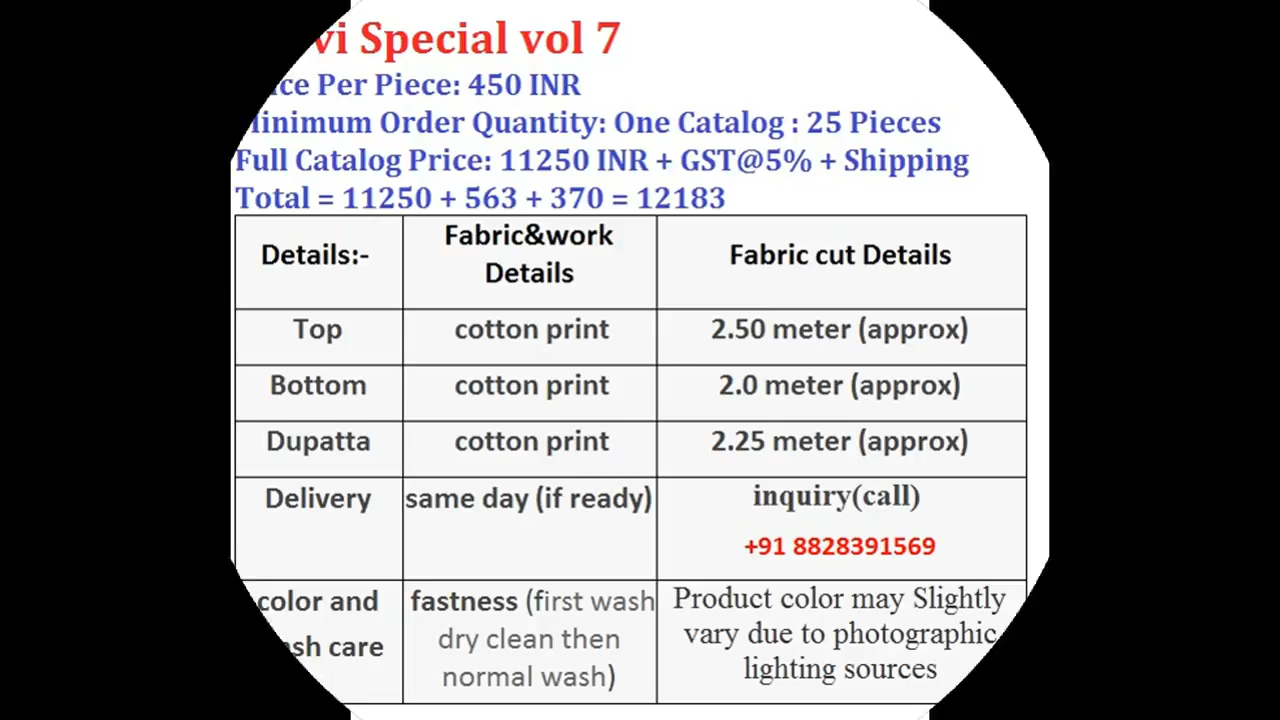 Special vol 7
Per Piece: 450 INR
Minimum Order Quantity: One Catalog : 25 Pieces
Full Catalog Price: 11250 INR + GST@5% + Shipping
Total = 11250 + 563 + 370 = 12183
Details:- Fabric&work Details Fabric cut Details
Top cotton print 2.50 meter (approx)
Bottom cotton print 2.0 meter (approx)
Dupatta cotton print 2.25 meter (approx)
Delivery same day (if ready) inquiry(call)
+91 8828391569
color and fastness (first wash Product color may Slightly
care dry clean then vary due to photographic
normal wash) lighting sources